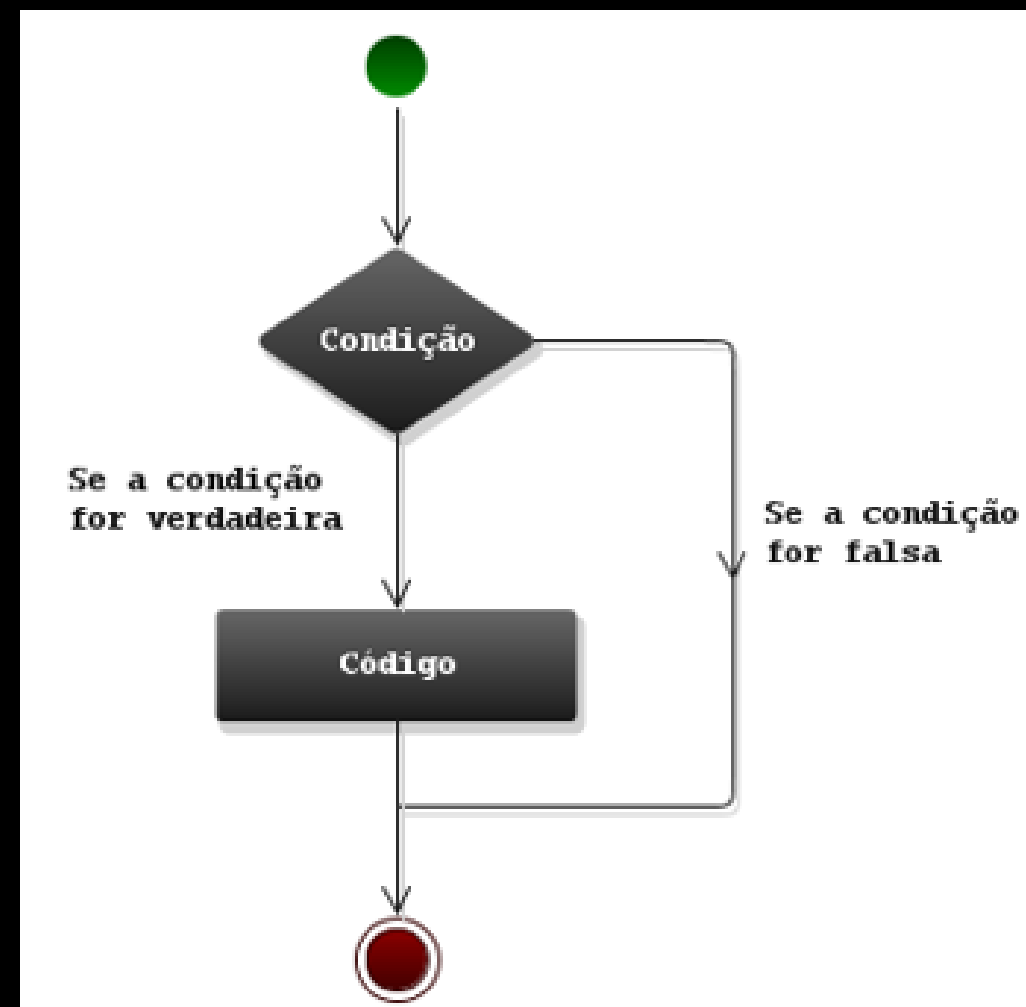 Condição
Se a condição
for verdadeira
Se a condição
for falsa
Código